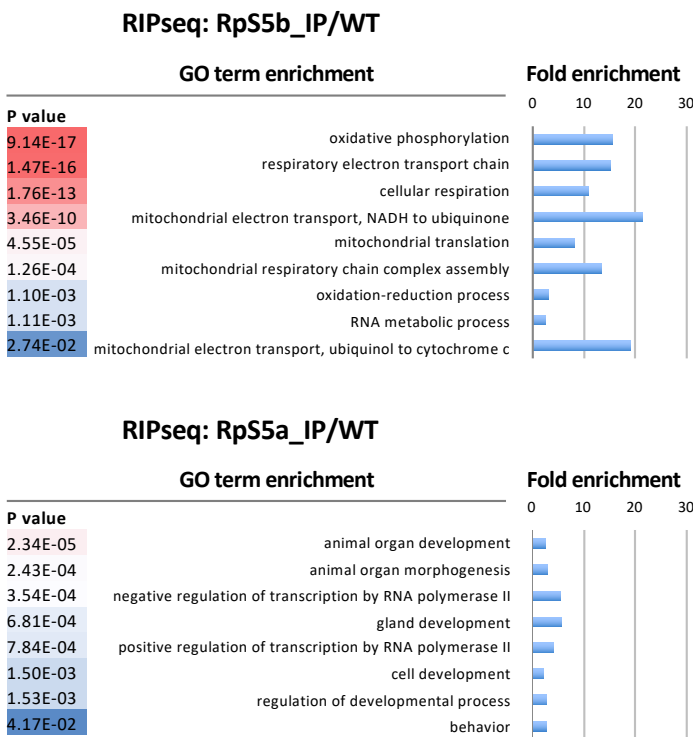 RIPseq: RpS5b_IP/WT
GO term enrichment Fold enrichment
0 10 20 30
P value
9.14E-17 oxidative phosphorylation
1.47E-16 respiratory electron transport chain
1.76E-13 cellular respiration
3.46E-10 mitochondrial electron transport, NADH to ubiquinone
4.55E-05 mitochondrial translation
1.26E-04 mitochondrial respiratory chain complex assembly
1.10E-03 oxidation-reduction process
1.11E-03 RNA metabolic process
2.74E-02 mitochondrial electron transport, ubiquinol to cytochrome c
RIPseq: RpS5a_IP/WT
GO term enrichment Fold enrichment
0 10 20 30
P value
2.34E-05 animal organ development
2.43E-04 animal organ morphogenesis
3.54E-04 negative regulation of transcription by RNA polymerase II
6.81E-04 gland development
7.84E-04 positive regulation of transcription by RNA polymerase II
1.50E-03 cell development
1.53E-03 regulation of developmental process
4.17E-02 behavior